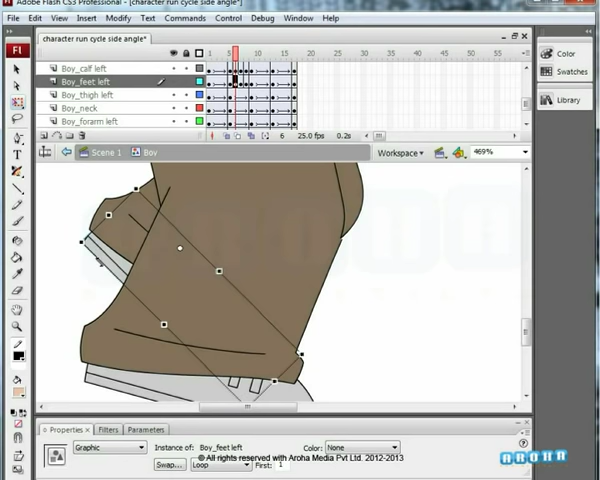 Adobe Flash CS3 Professional - [character run cycle side angle*]
File Edit View Insert Modify Text Commands Control Debug Window Help
character run cycle side angle*
1 5 10 15 20 25 30 35 40 45 50 55
Boy_calf left
Boy_feet left
Boy_thigh left
Boy_neck
Boy_forarm left
6 25.0 fps 0.2s
Scene 1 Boy Workspace 469%
Color
Swatches
Library
Properties Filters Parameters
Graphic Instance of: Boy_feet left Color: None
Swap... Loop First: 1
© All rights reserved with Aroha Media Pvt Ltd. 2012-2013
AROHA